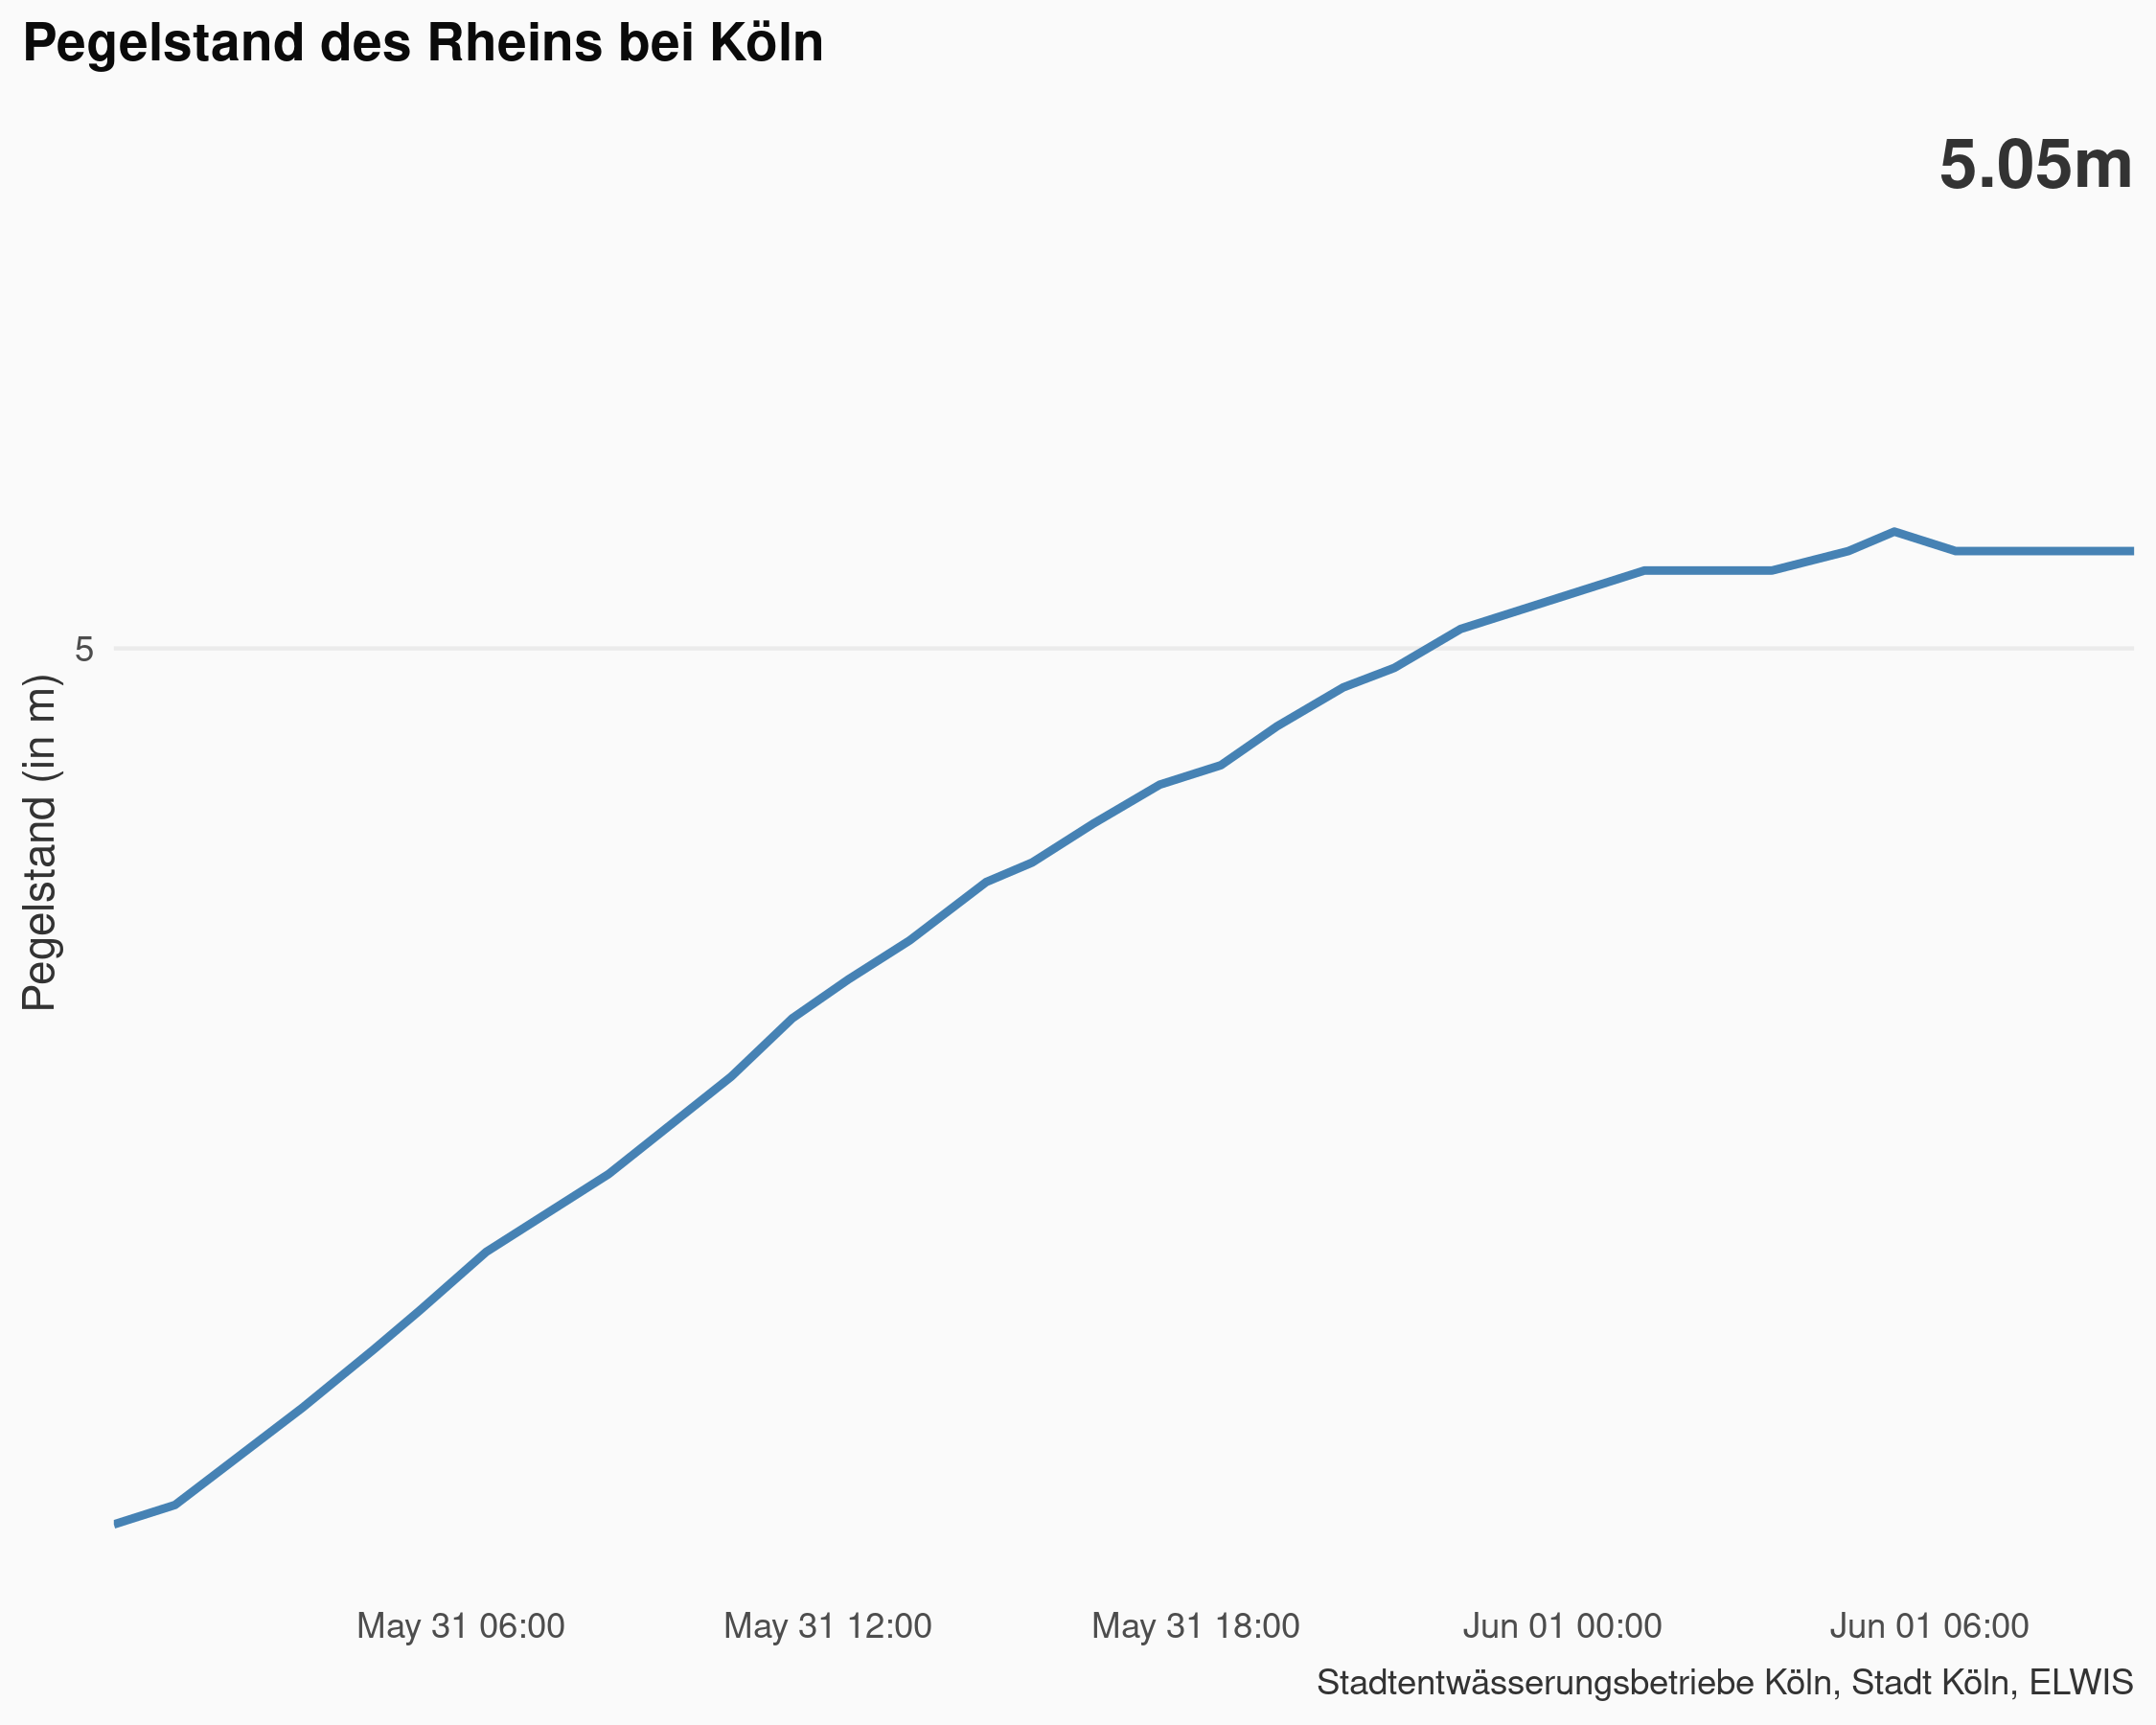 Pegelstand des Rheins bei Köln
5.05m
5
Pegelstand (in m)
May 31 06:00 May 31 12:00 May 31 18:00 Jun 01 00:00 Jun 01 06:00
Stadtentwässerungsbetriebe Köln, Stadt Köln, ELWIS